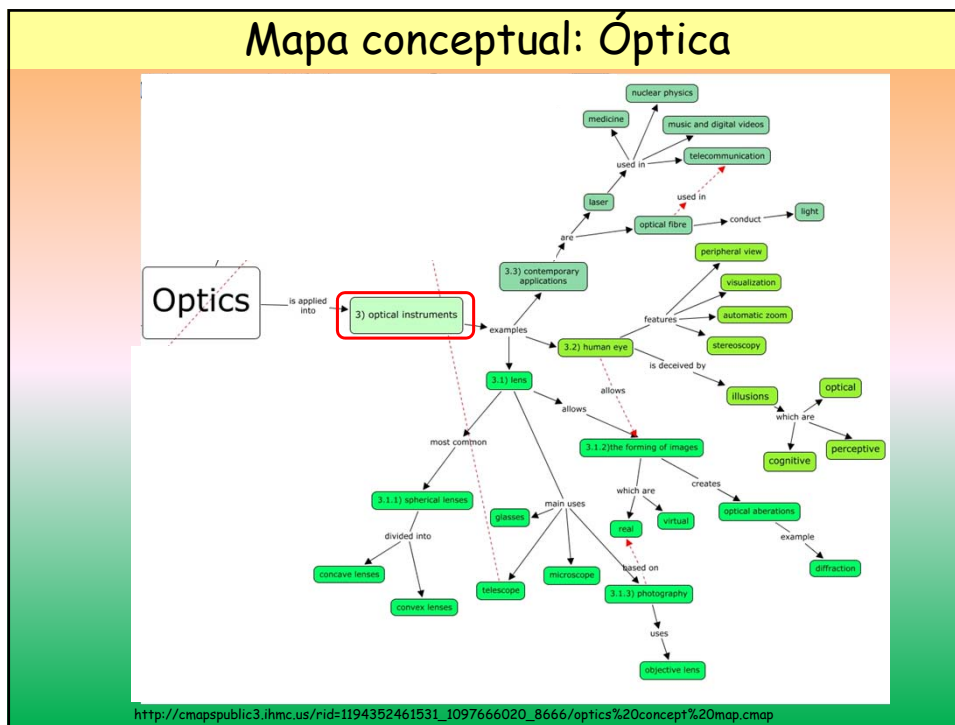 Mapa conceptual: Óptica
nuclear physics
medicine
music and digital videos
telecommunication
used in
used in
laser
light
optical fibre
conduct
are
peripheral view
3.3) contemporary
applications
visualization
Optics
is applied
into
3) optical instruments
automatic zoom
features
examples
stereoscopy
3.2) human eye
is deceived by
3.1) lens
allows
optical
illusions
allows
which are
most common
perceptive
3.1.2)the forming of images
cognitive
creates
which are
3.1.1) spherical lenses
main uses
optical aberations
glasses
virtual
real
divided into
example
based on
concave lenses
microscope
diffraction
telescope
3.1.3) photography
convex lenses
uses
objective lens
http://cmapspublic3.ihmc.us/rid=1194352461531_1097666020_8666/optics%20concept%20map.cmap